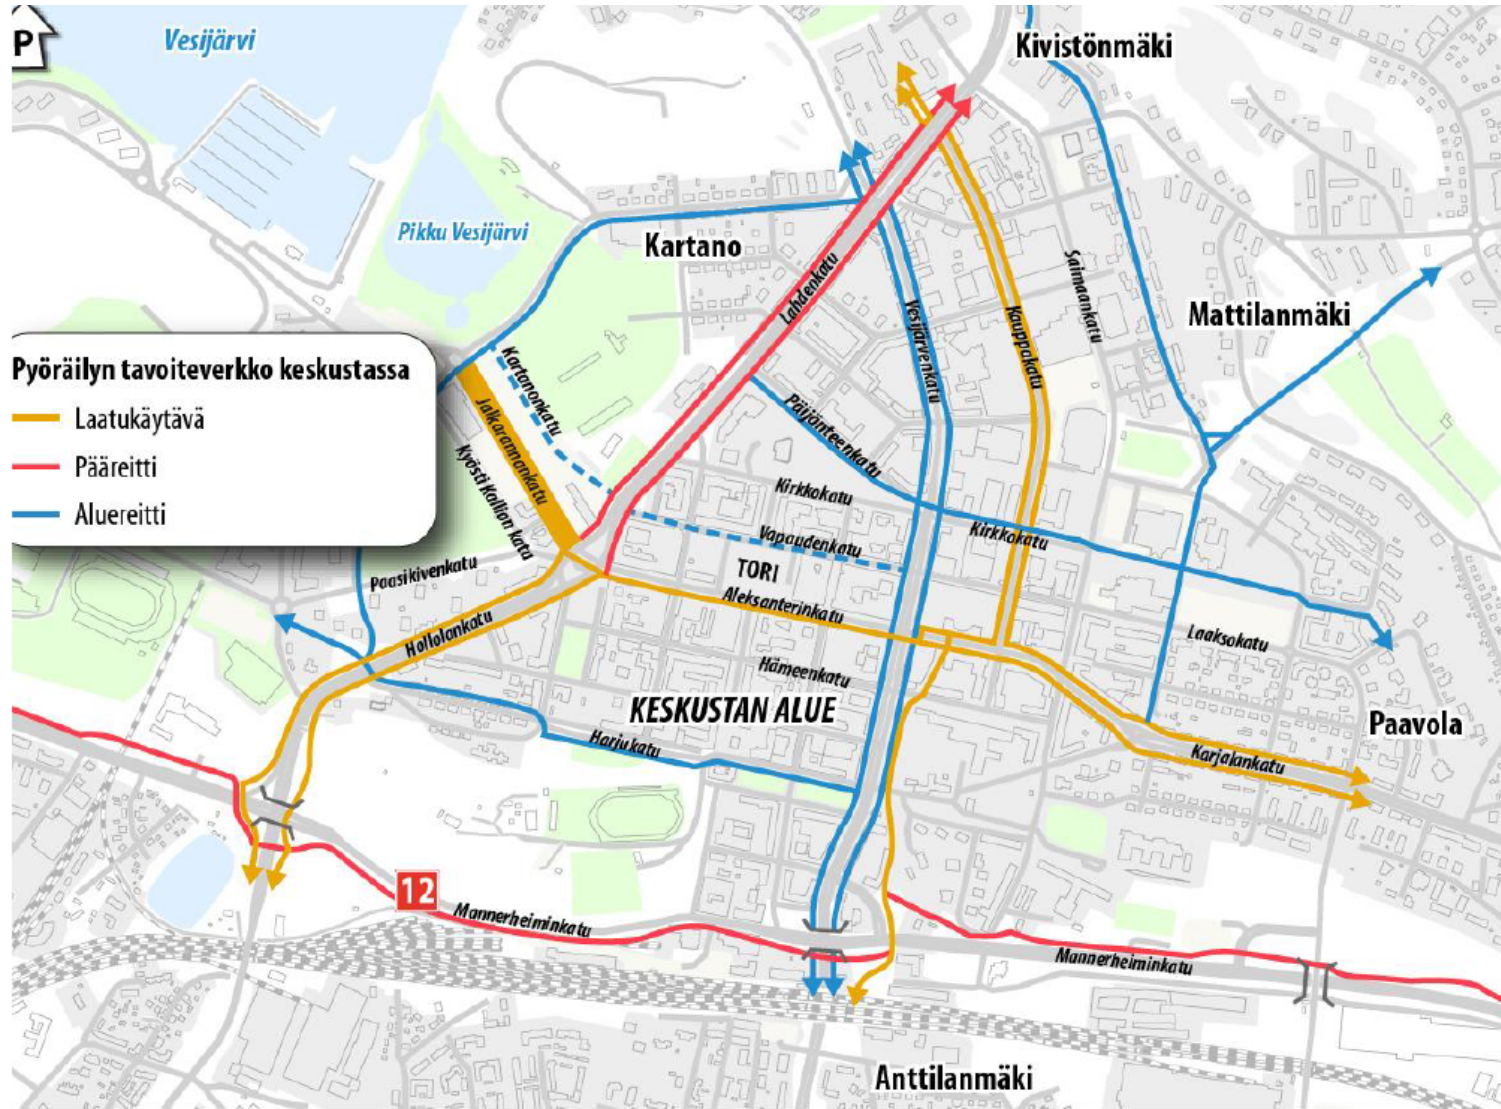 P
Vesijärvi
Kivistönmäki
Pikku Vesijärvi
Kartano
Lahdenkatu
Saimaankatu
Vesijärvenkatu
Kauppakatu
Mattilanmäki
Pyöräilyn tavoiteverkko keskustassa
Laatukäytävä
Pääreitti
Aluereitti
Kartanonkatu
Jalkarannankatu
Kyösti Kallion katu
Päijänteenkatu
Kirkkokatu
Kirkkokatu
Vapaudenkatu
TORI
Paasikivenkatu
Aleksanterinkatu
Hollolankatu
Laaksokatu
Hämeenkatu
KESKUSTAN ALUE
Paavola
Harjukatu
Karjalankatu
12
Mannerheiminkatu
Mannerheiminkatu
Anttilanmäki